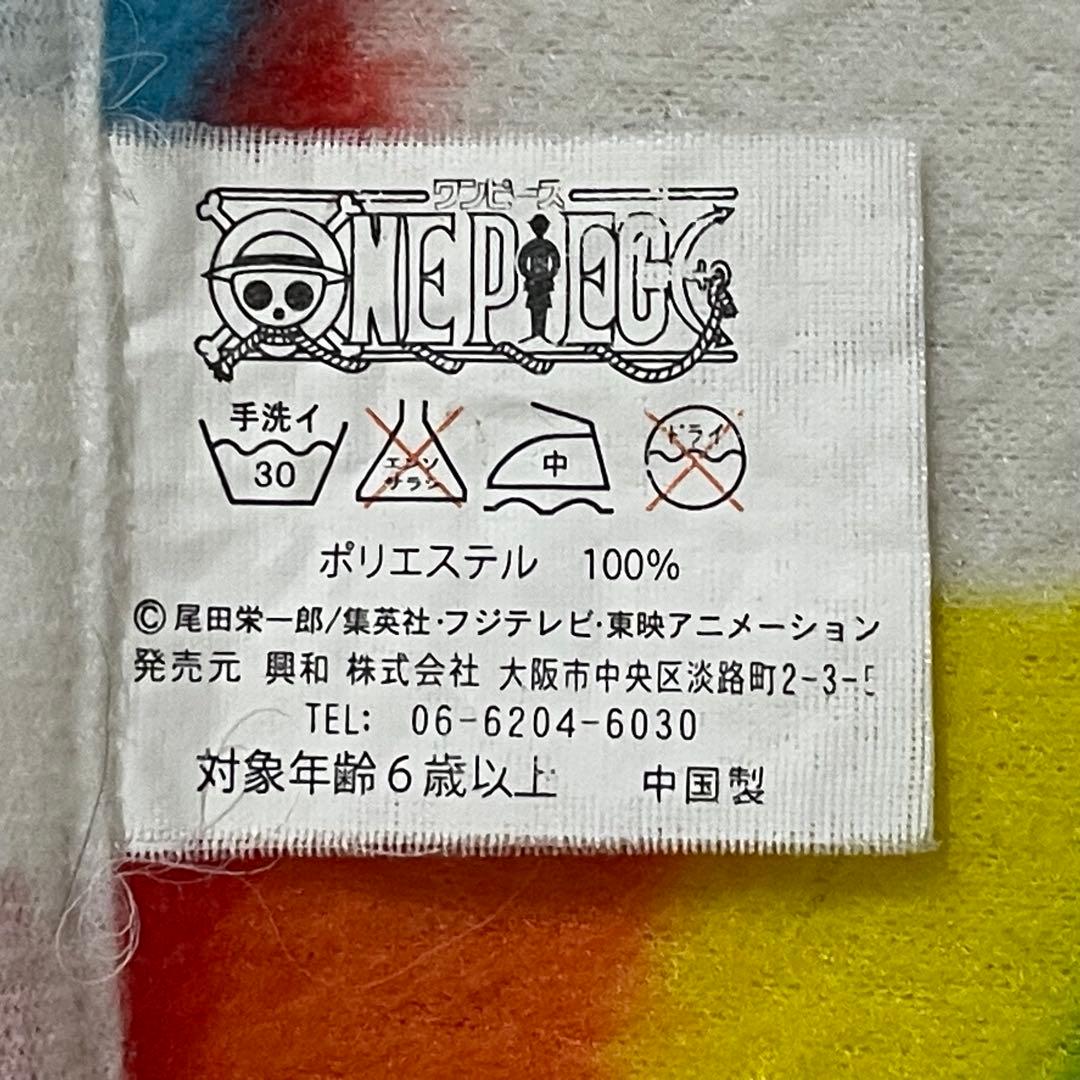 ワンピース
ONE PIECE
手洗イ
30
エンソ
サラシ
中
ドライ
ポリエステル 100%
©尾田栄一郎/集英社・フジテレビ・東映アニメーション
発売元 興和 株式会社 大阪市中央区淡路町2-3-5
TEL: 06-6204-6030
対象年齢6歳以上 中国製